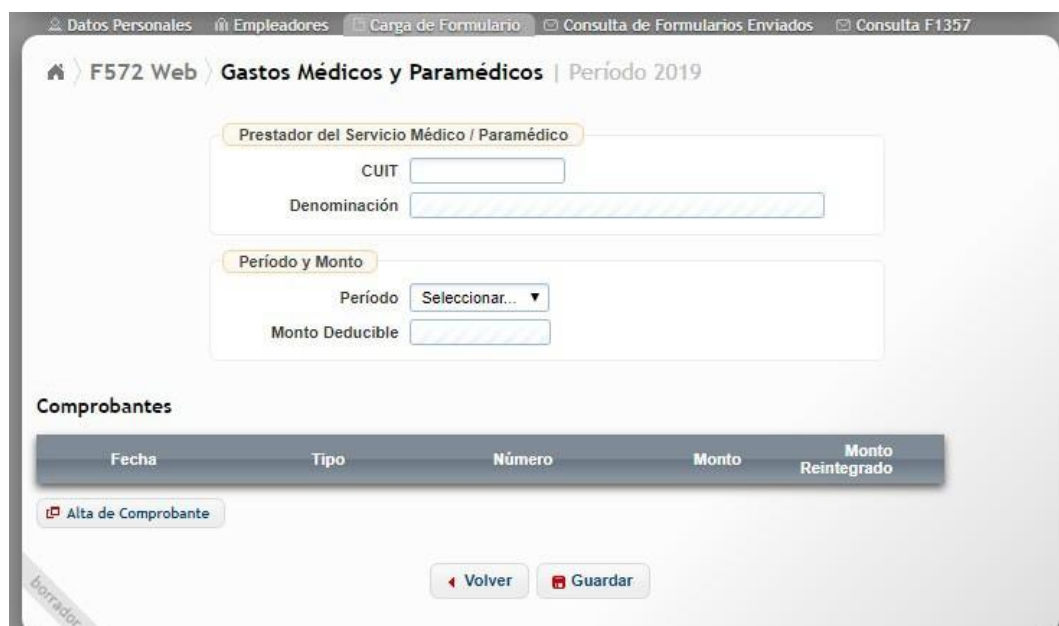 Datos Personales Empleadores Carga de Formulario Consulta de Formularios Enviados Consulta F1357
F572 Web Gastos Médicos y Paramédicos | Período 2019
Prestador del Servicio Médico / Paramédico
CUIT
Denominación
Período y Monto
Período Seleccionar...
Monto Deducible
Comprobantes
Fecha Tipo Número Monto Monto Reintegrado
Alta de Comprobante
Volver Guardar
borrador